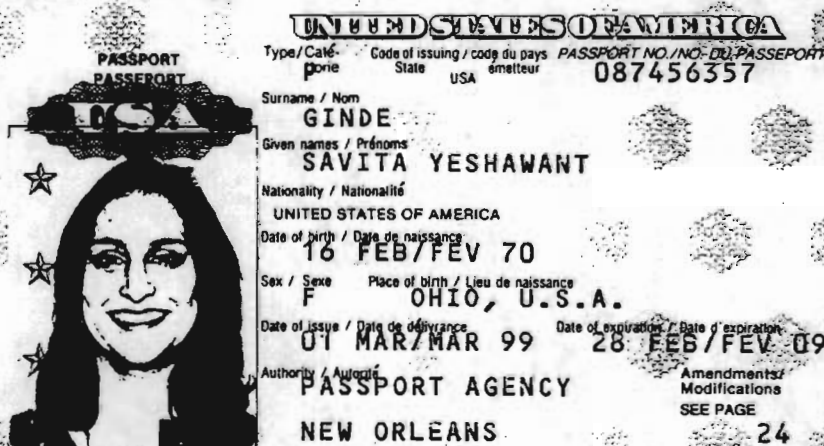 UNITED STATES OF AMERICA
PASSPORT
PASSEPORT
USA
Type/Caté-gorie
P
Code of issuing / code du pays
State émetteur
USA
PASSPORT NO./NO. DU PASSEPORT
087456357
Surname / Nom
GINDE
Given names / Prénoms
SAVITA YESHAWANT
Nationality / Nationalité
UNITED STATES OF AMERICA
Date of birth / Date de naissance
16 FEB/FEV 70
Sex / Sexe
F
Place of birth / Lieu de naissance
OHIO, U.S.A.
Date of issue / Date de délivrance
01 MAR/MAR 99
Date of expiration / Date d'expiration
28 FEB/FEV 09
Authority / Autorité
PASSPORT AGENCY
NEW ORLEANS
Amendments/
Modifications
SEE PAGE
24